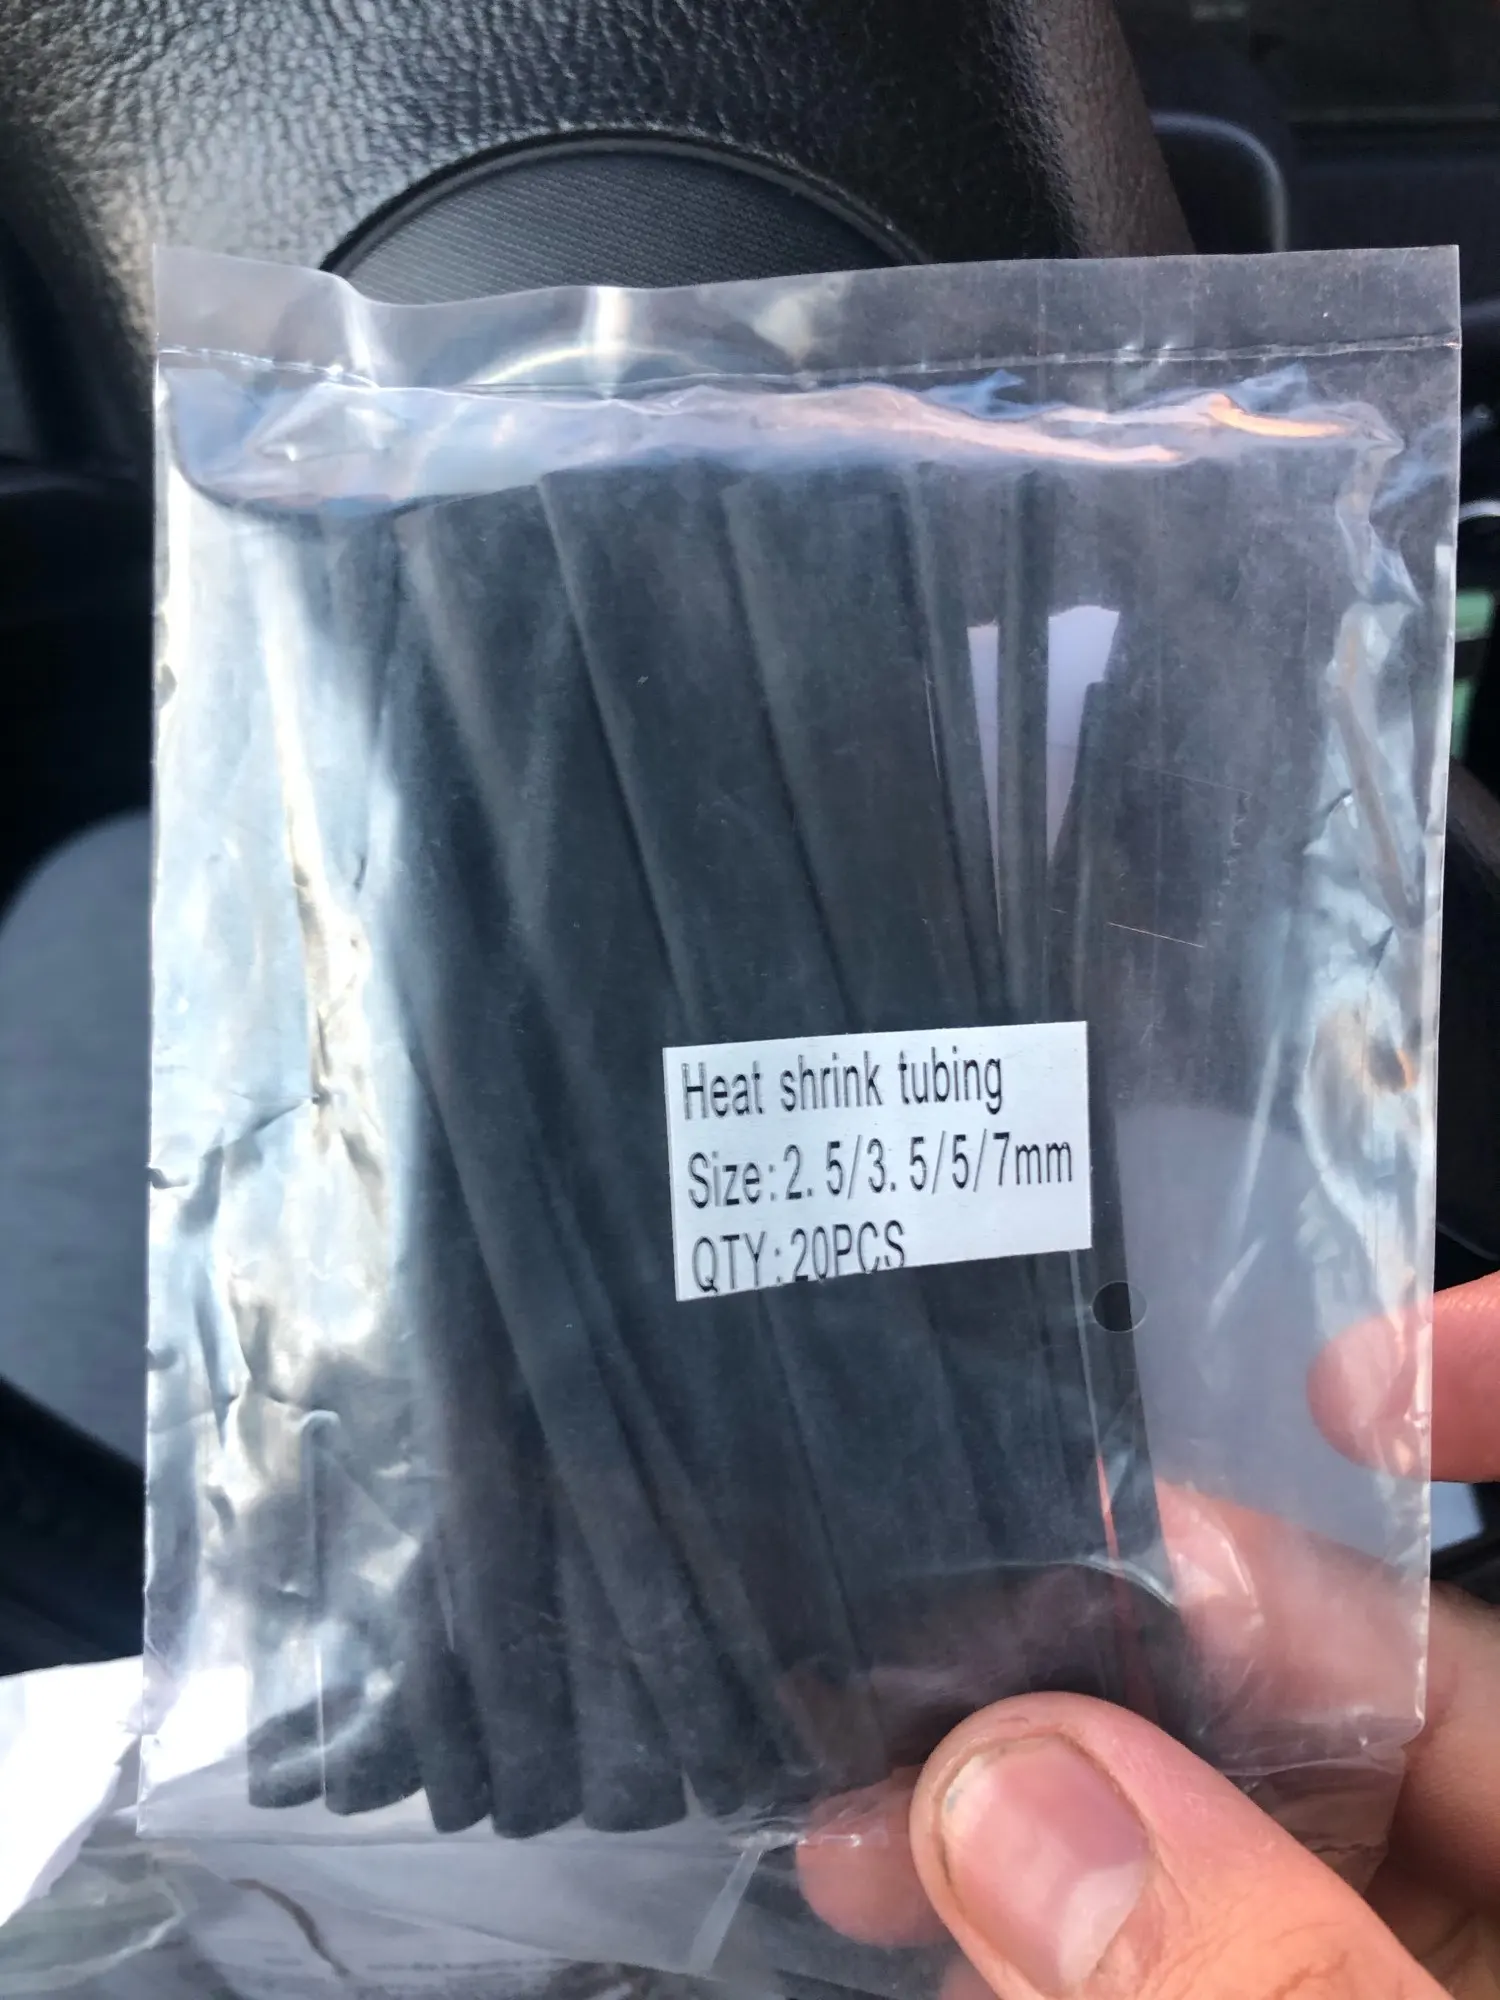 Heat shrink tubing
Size:2.5/3.5/5/7mm
QTY:20PCS